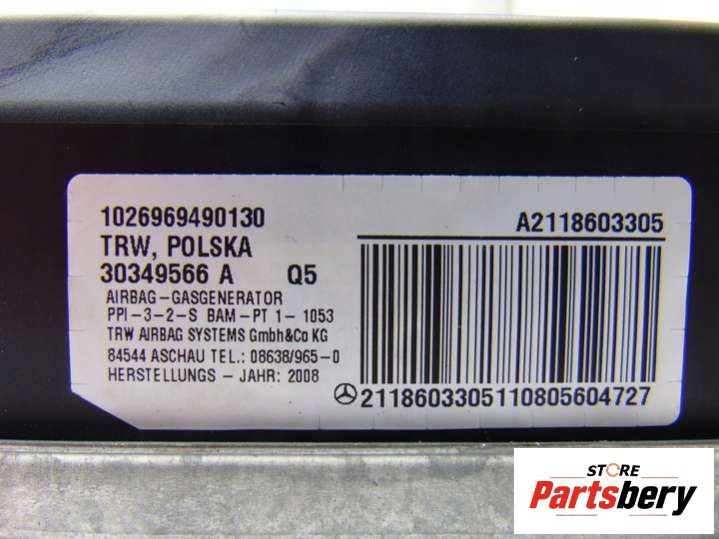 1026969490130
TRW, POLSKA
30349566 A Q5
AIRBAG-GASGENERATOR
PPI-3-2-S BAM-PT 1- 1053
TRW AIRBAG SYSTEMS GmbH&Co KG
84544 ASCHAU TEL.: 08638/965-0
HERSTELLUNGS - JAHR: 2008
A2118603305
2118603305110805604727
STORE
Partsbery